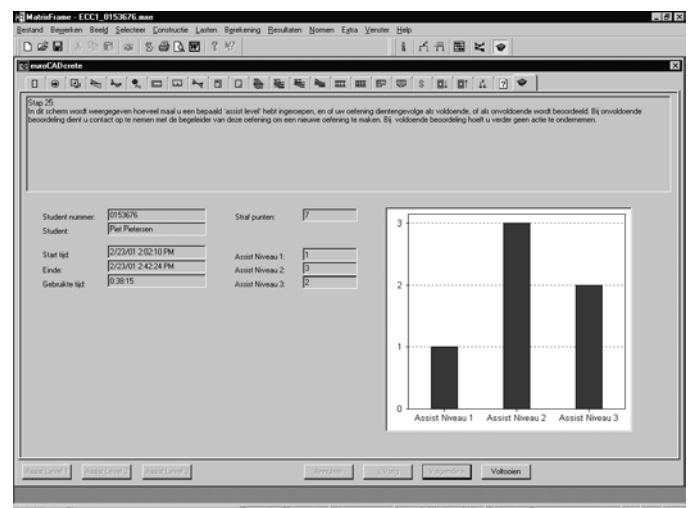 MatrixFrame - ECC1_0153676.mxe
Bestand Bewerken Beeld Selecteer Constructie Lasten Berekening Resultaten Normen Extra Venster Help
euroCADcrete
Stap 25:
In dit scherm wordt weergegeven hoeveel maal u een bepaald 'assist level' hebt ingeroepen, en of uw oefening dientengevolge als voldoende, of als onvoldoende wordt beoordeeld. Bij onvoldoende
beoordeling dient u contact op te nemen met de begeleider van deze oefening om een nieuwe oefening te maken. Bij voldoende beoordeling hoeft u verder geen actie te ondernemen.
Student nummer: 0153676 Straf punten: 7
Student: Piet Pietersen
Start tijd: 2/23/01 2:02:10 PM Assist Niveau 1: 1
Einde: 2/23/01 2:42:24 PM Assist Niveau 2: 3
Gebruikte tijd: 0:38:15 Assist Niveau 3: 2
3
2
1
0
Assist Niveau 1 Assist Niveau 2 Assist Niveau 3
Assist Level 1 Assist Level 2 Assist Level 3 Annuleer < Vorig Volgende > Voltooien